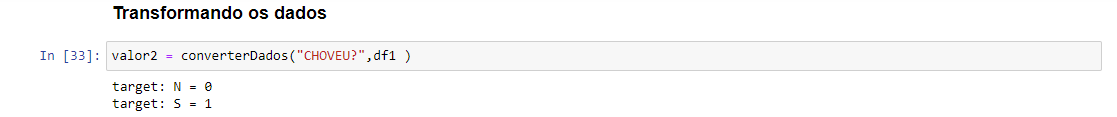 Transformando os dados
In [33]: valor2 = converterDados("CHOVEU?",df1 )
target: N = 0
target: S = 1